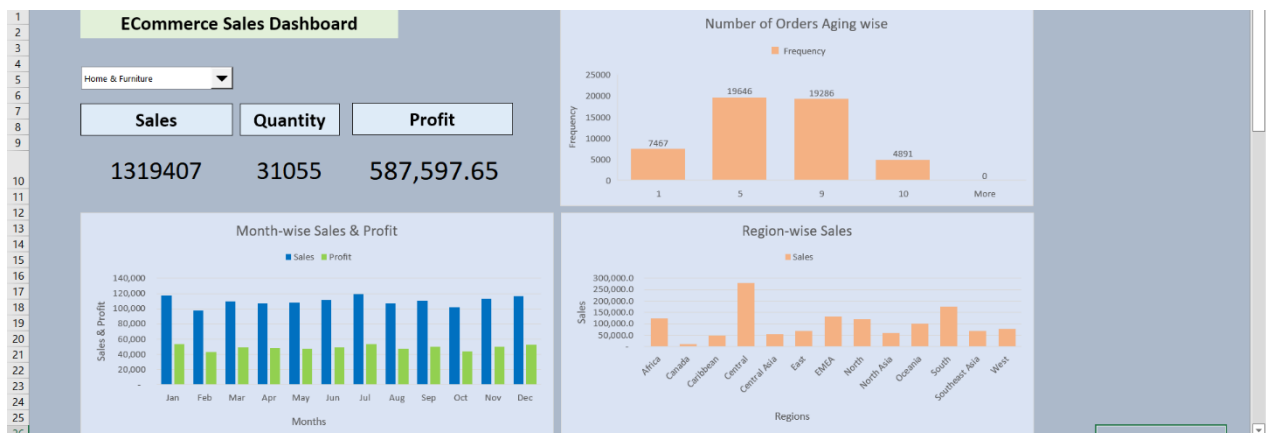 1
2
3
4
5
6
7
8
9
10
11
12
13
14
15
16
17
18
19
20
21
22
23
24
25
26
ECommerce Sales Dashboard
Home & Furniture
Sales Quantity Profit
1319407 31055 587,597.65
Number of Orders Aging wise
Frequency
Frequency
25000
20000
15000
10000
5000
0
7467 19646 19286 4891 0
1 5 9 10 More
Month-wise Sales & Profit
Sales Profit
Sales & Profit
140,000
120,000
100,000
80,000
60,000
40,000
20,000
-
Jan Feb Mar Apr May Jun Jul Aug Sep Oct Nov Dec
Months
Region-wise Sales
Sales
Sales
300,000.0
250,000.0
200,000.0
150,000.0
100,000.0
50,000.0
-
Africa Canada Caribbean Central Central Asia East EMEA North North Asia Oceania South Southeast Asia West
Regions